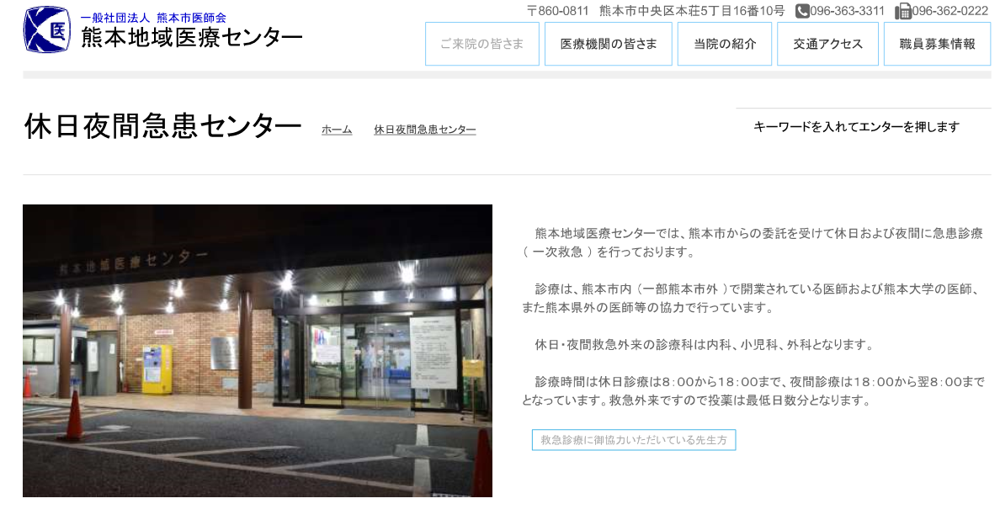 医
一般社団法人 熊本市医師会
熊本地域医療センター
〒860-0811 熊本市中央区本荘5丁目16番10号 096-363-3311 096-362-0222
ご来院の皆さま 医療機関の皆さま 当院の紹介 交通アクセス 職員募集情報
休日夜間急患センター ホーム 休日夜間急患センター
キーワードを入れてエンターを押します
熊本地域医療センター
熊本地域医療センターでは、熊本市からの委託を受けて休日および夜間に急患診療
（ 一次救急 ）を行っております。
診療は、熊本市内（一部熊本市外 ）で開業されている医師および熊本大学の医師、
また熊本県外の医師等の協力で行っています。
休日・夜間救急外来の診療科は内科、小児科、外科となります。
診療時間は休日診療は８：００から１８：００まで、夜間診療は１８：００から翌８：００まで
となっています。救急外来ですので投薬は最低日数分となります。
救急診療に御協力いただいている先生方